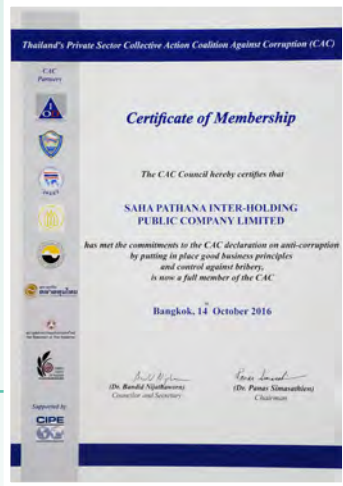 Thailand's Private Sector Collective Action Coalition Against Corruption (CAC)
CAC
Partners
Certificate of Membership
The CAC Council hereby certifies that
SAHA PATHANA INTER-HOLDING
PUBLIC COMPANY LIMITED
has met the commitments to the CAC declaration on anti-corruption
by putting in place good business principles
and control against bribery,
is now a full member of the CAC
Bangkok, 14 October 2016
(Dr. Bandid Nijathaworn)
Councilor and Secretary
(Dr. Panas Simasathien)
Chairman
Supported by
CIPE